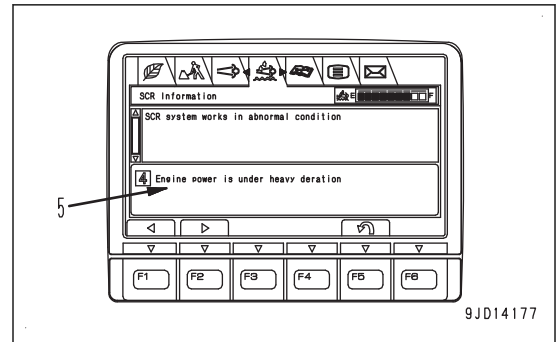 SCR Information
E F
SCR system works in abnormal condition
4 Engine power is under heavy deration
5
F1 F2 F3 F4 F5 F6
9JD14177